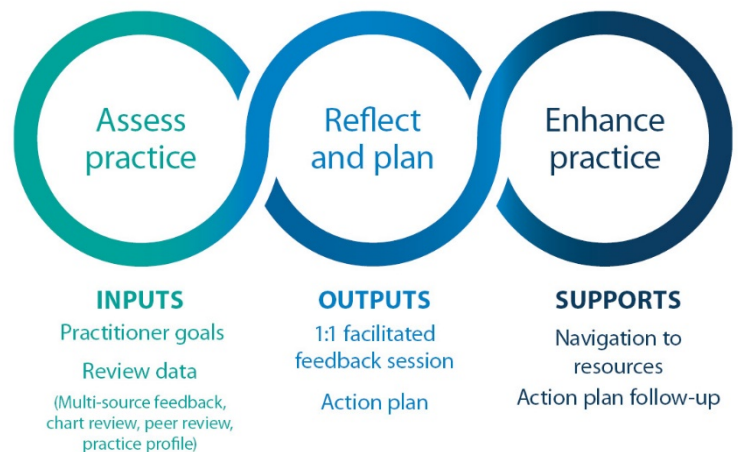 Assess
practice
Reflect
and plan
Enhance
practice
INPUTS
Practitioner goals
Review data
(Multi-source feedback,
chart review, peer review,
practice profile)
OUTPUTS
1:1 facilitated
feedback session
Action plan
SUPPORTS
Navigation to
resources
Action plan follow-up